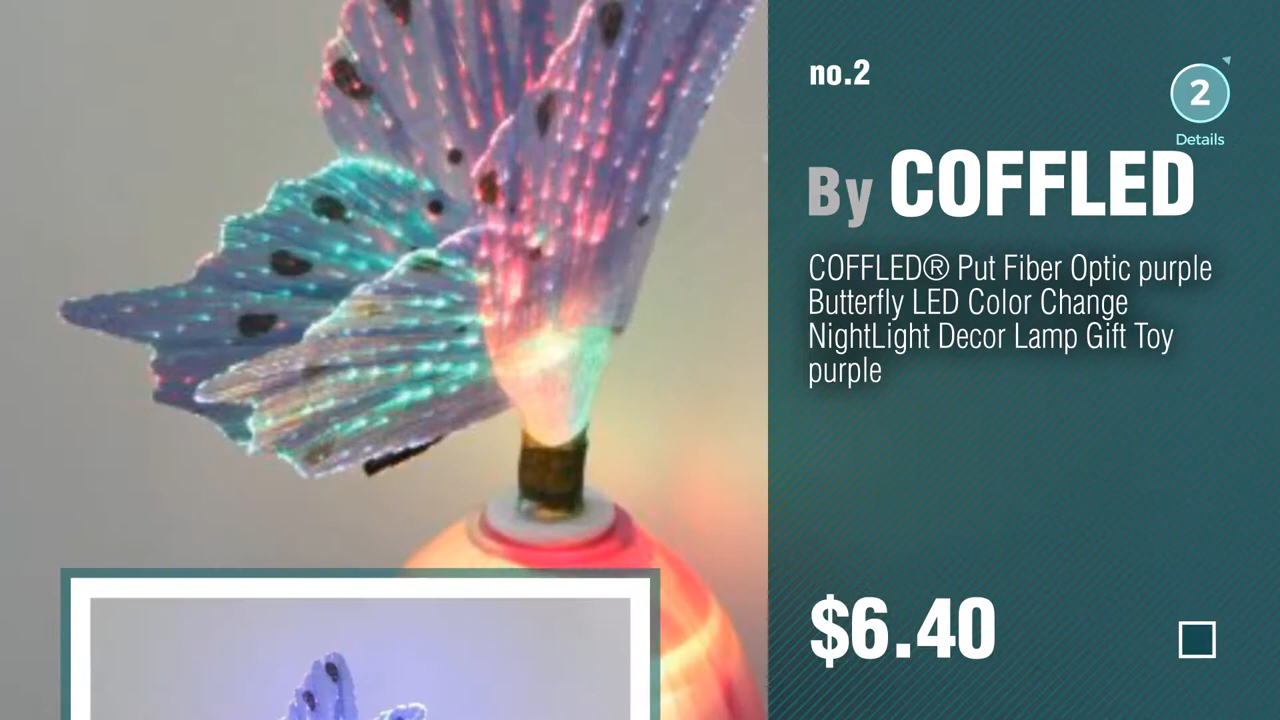 no.2
2
Details
By COFFLED
COFFLED® Put Fiber Optic purple
Butterfly LED Color Change
NightLight Decor Lamp Gift Toy
purple
$6.40